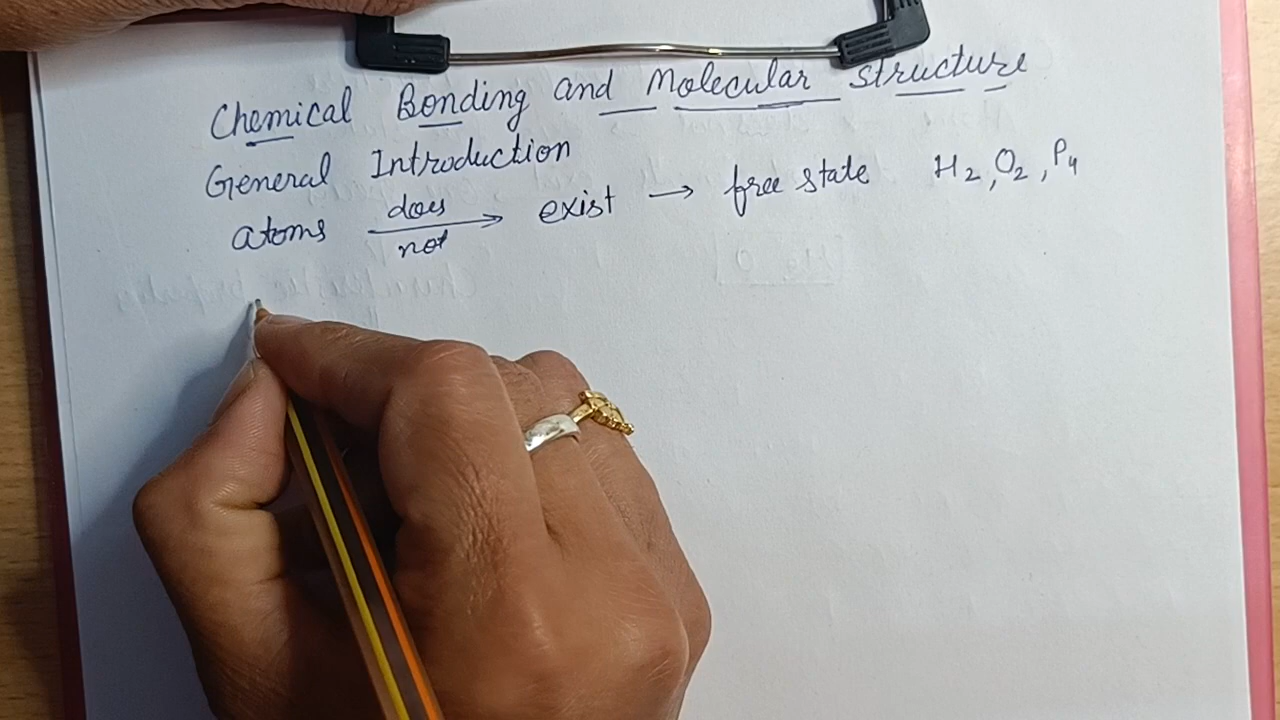 Chemical Bonding and Molecular structure
General Introduction
atoms does not → exist → free state H₂, O₂, P₄